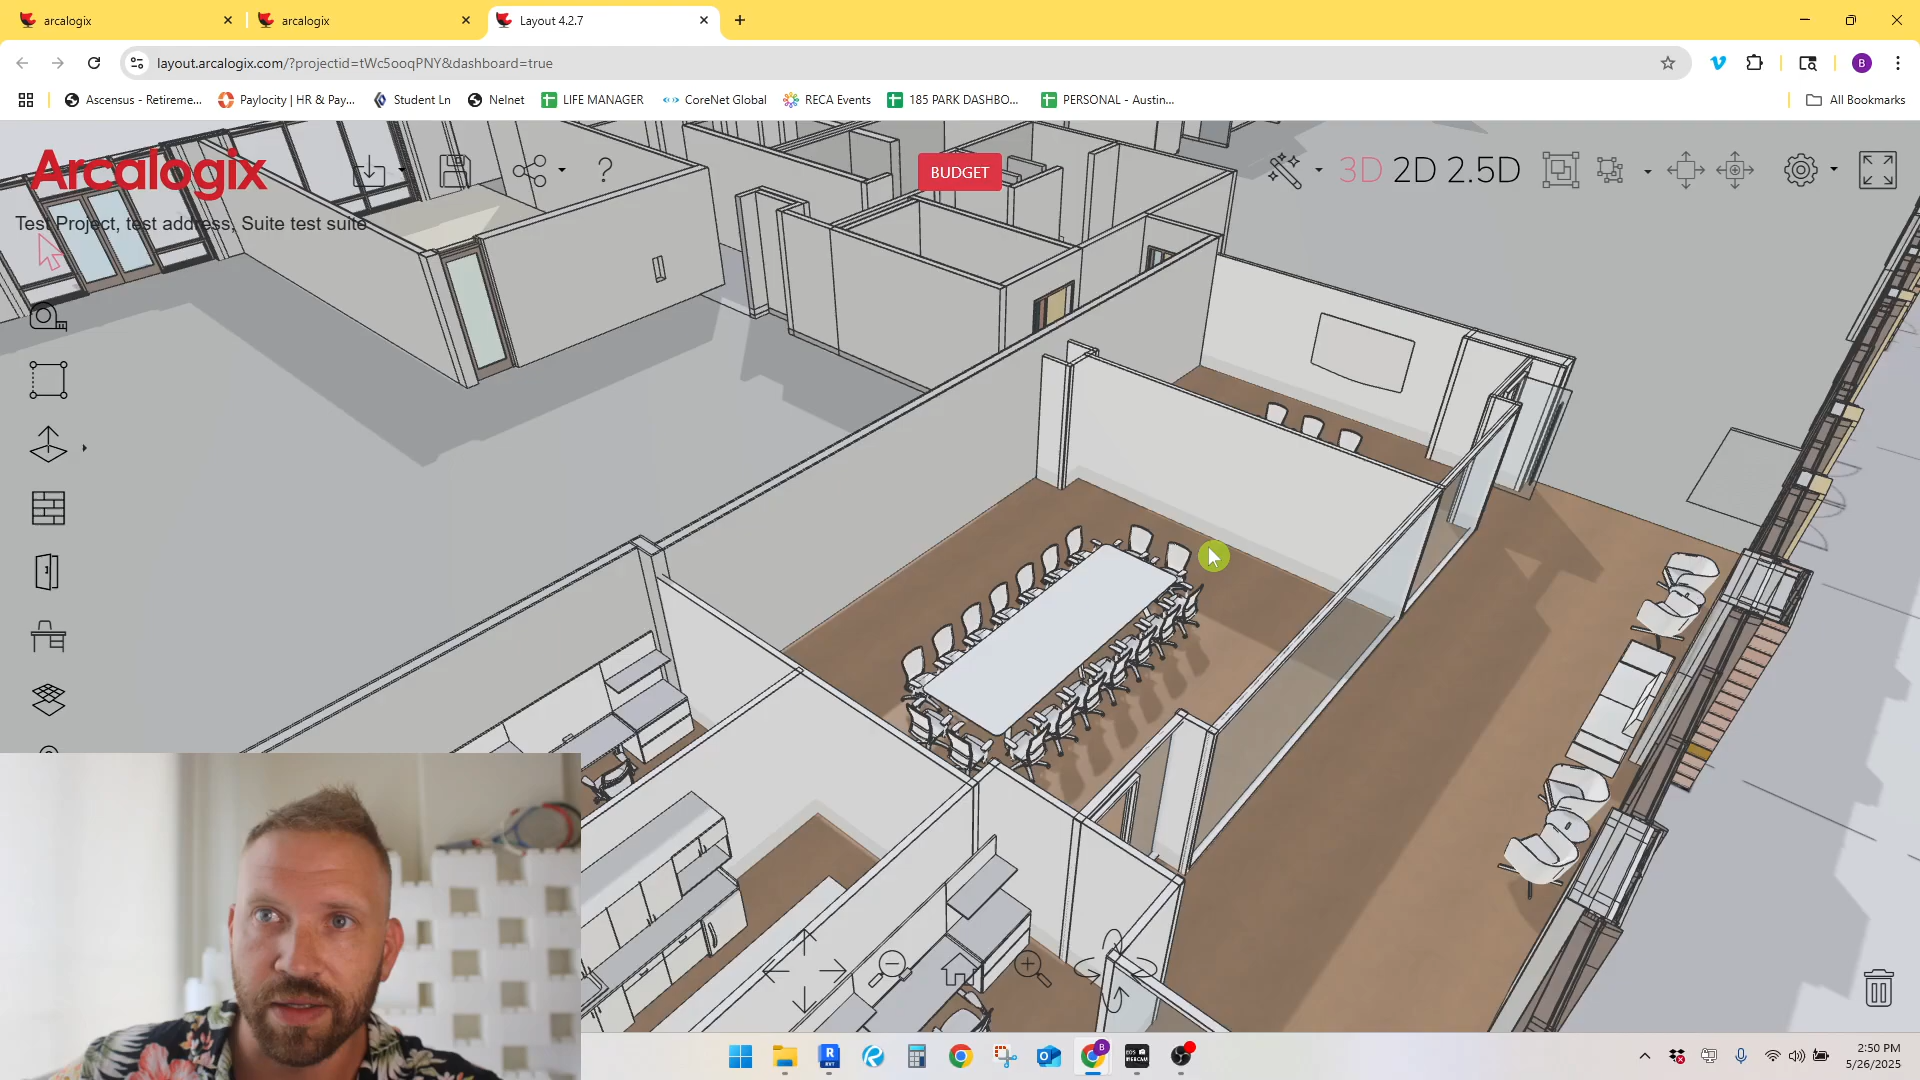 arcalogix
arcalogix
Layout 4.2.7
layout.arcalogix.com/?projectid=tWc5ooqPNY&dashboard=true
B
Ascensus - Retireme...
Paylocity | HR & Pay...
Student Ln
Nelnet
LIFE MANAGER
CoreNet Global
RECA Events
185 PARK DASHBO...
PERSONAL - Austin...
All Bookmarks
Arcalogix
BUDGET
3D 2D 2.5D
Test Project, test address, Suite test suite
2:50 PM
5/26/2025